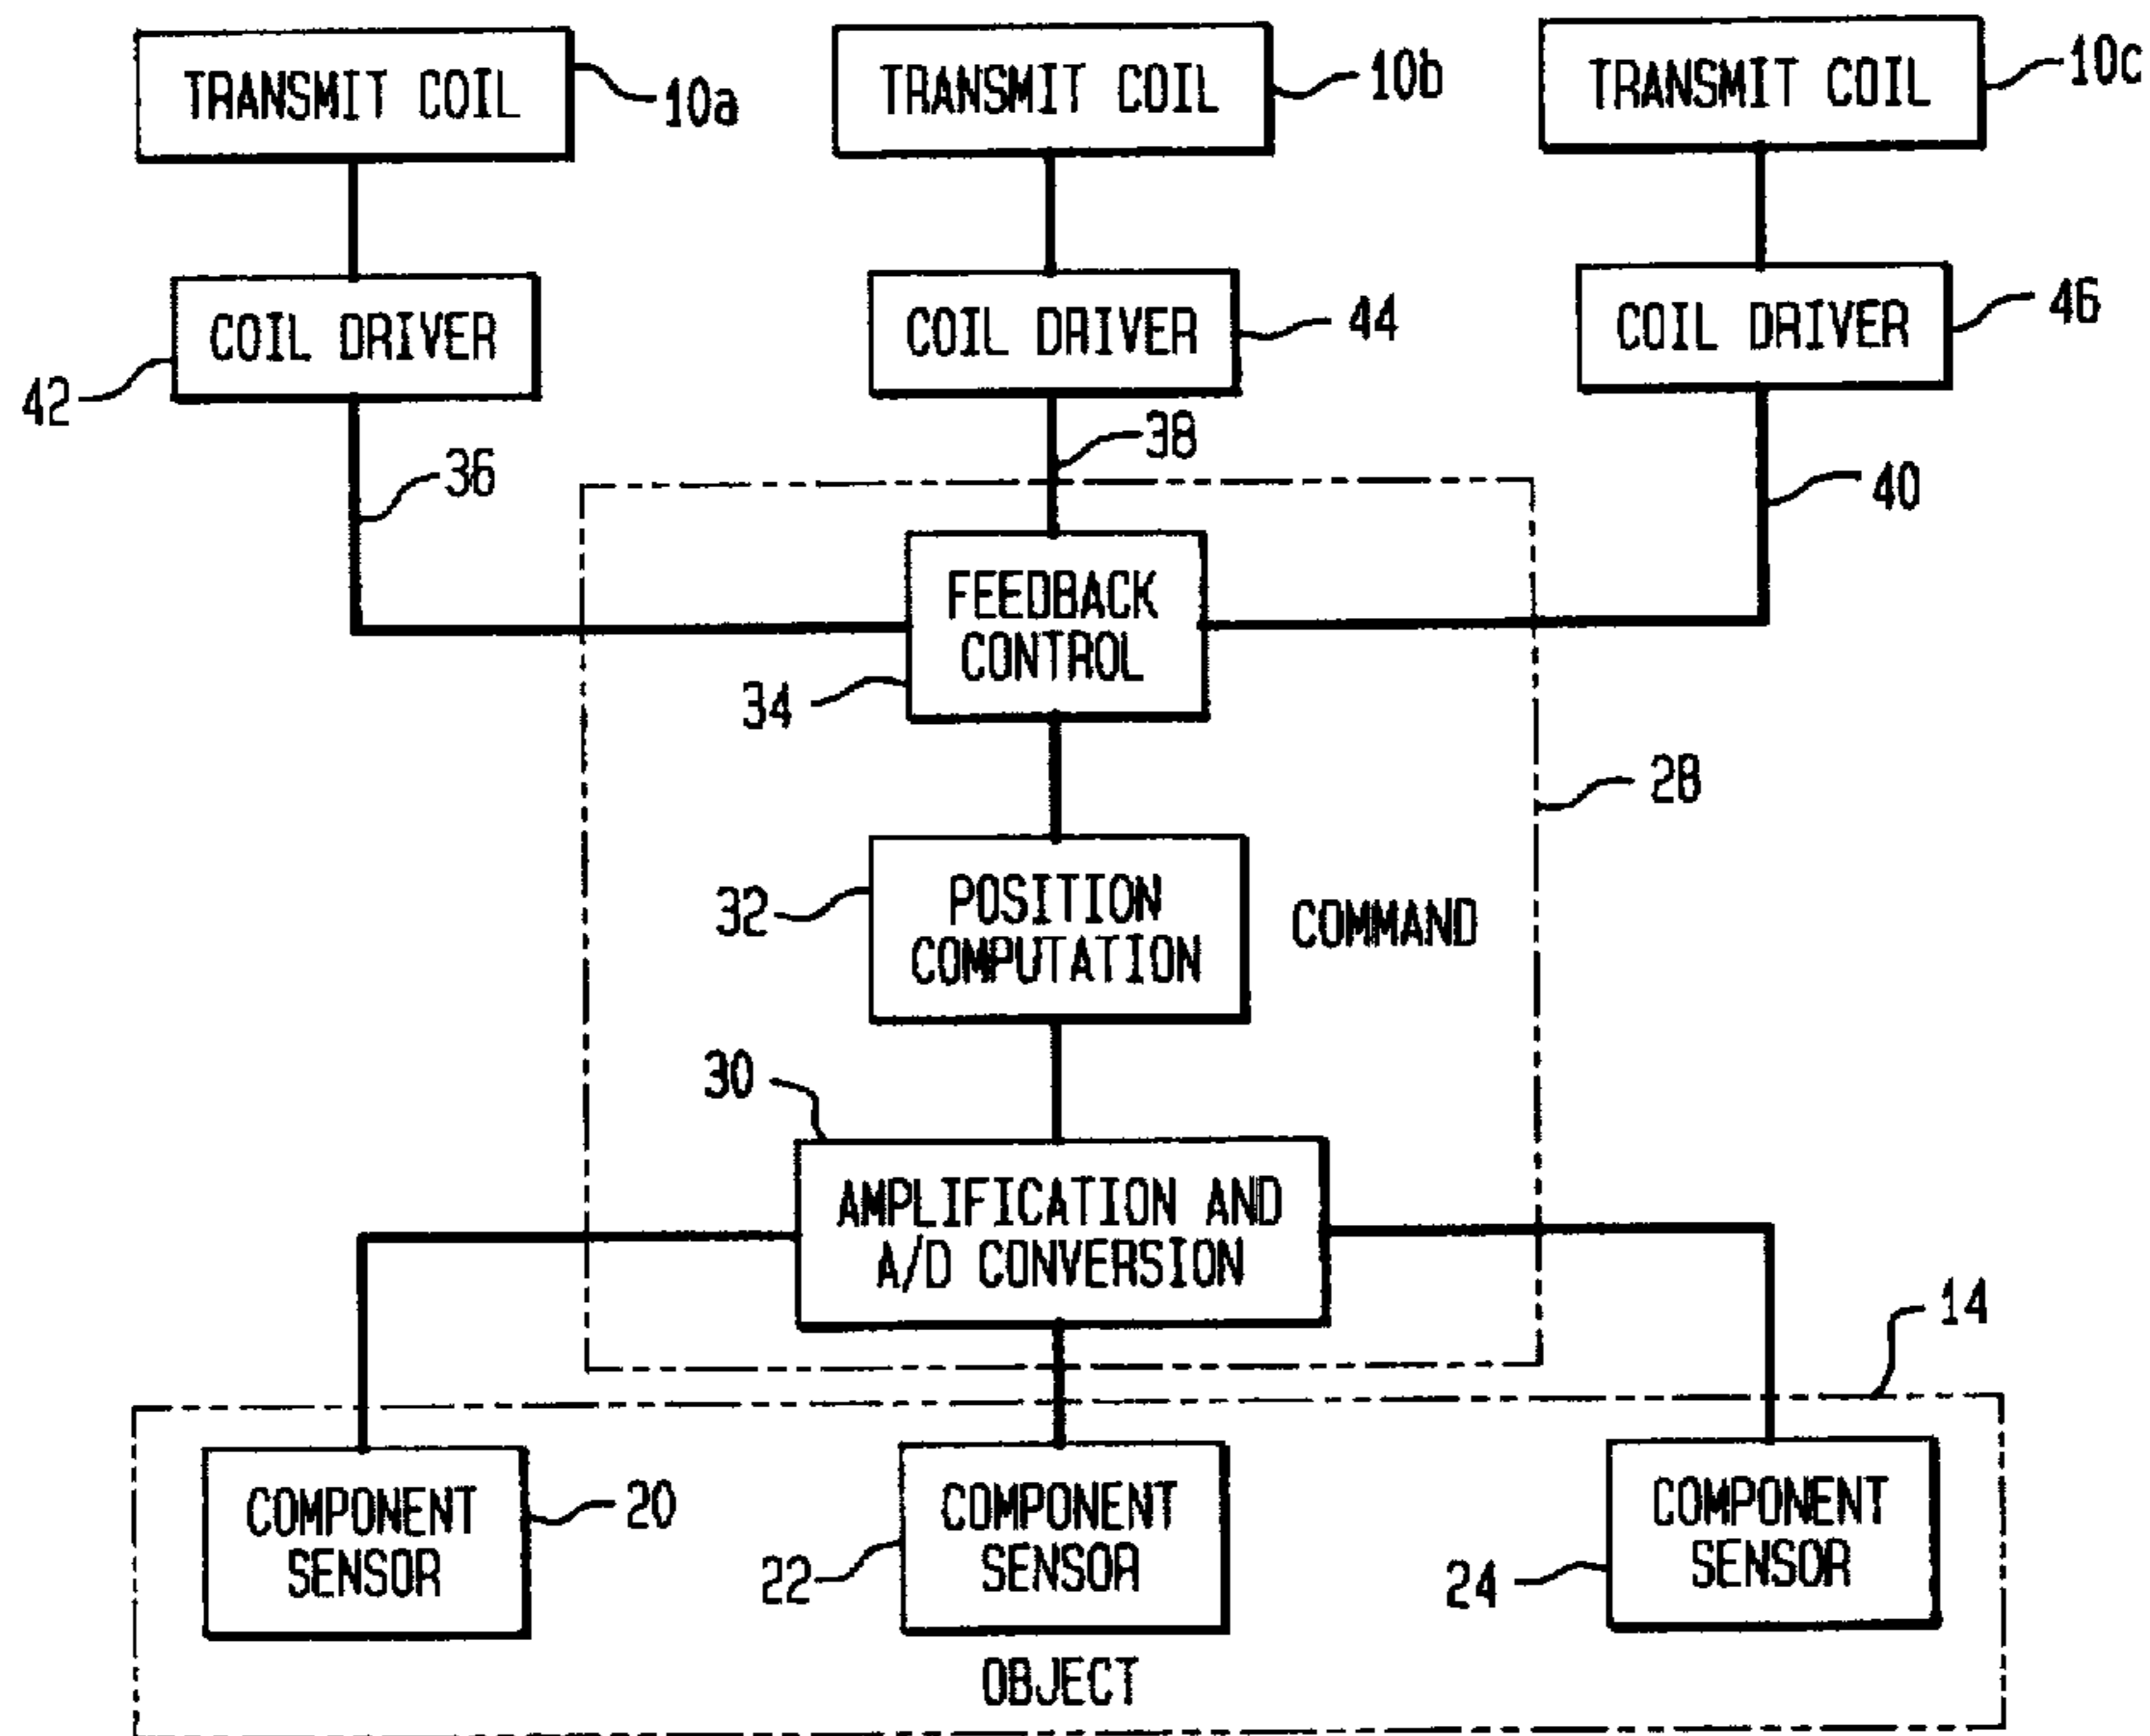 TRANSMIT COIL
10a
TRANSMIT COIL
10b
TRANSMIT COIL
10c
COIL DRIVER
42
COIL DRIVER
44
COIL DRIVER
46
36
38
40
FEEDBACK
CONTROL
34
28
POSITION
COMPUTATION
32
COMMAND
30
AMPLIFICATION AND
A/D CONVERSION
14
COMPONENT
SENSOR
20
COMPONENT
SENSOR
22
COMPONENT
SENSOR
24
OBJECT